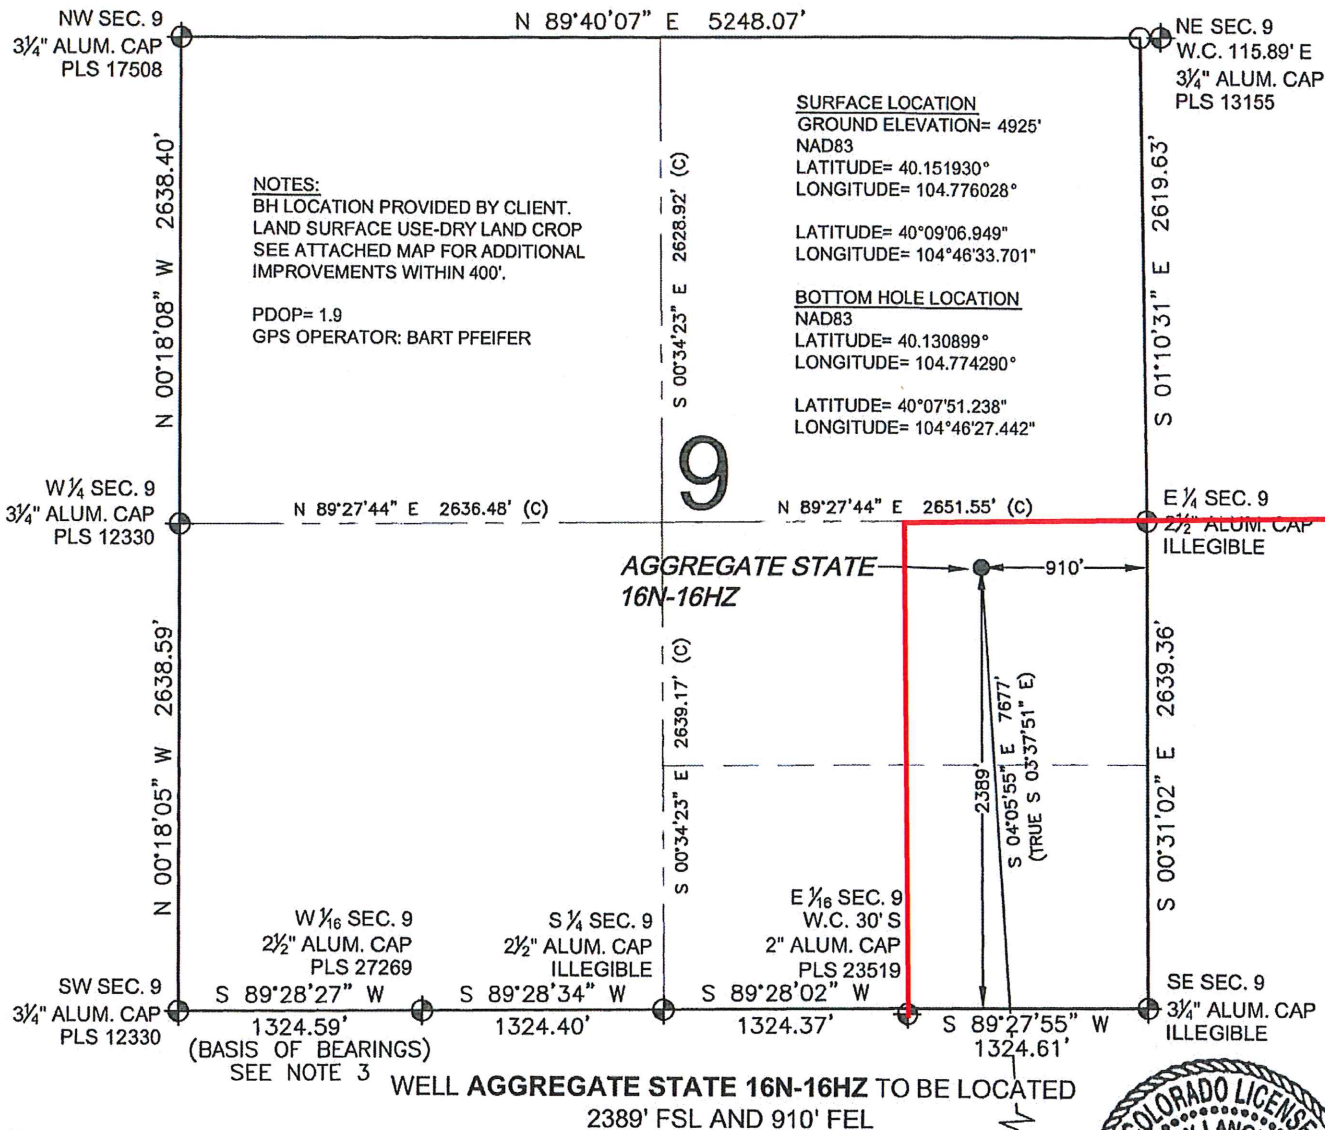 N 89°40'07" E 5248.07'
NW SEC. 9
3¼" ALUM. CAP
PLS 17508
NE SEC. 9
W.C. 115.89' E
3¼" ALUM. CAP
PLS 13155
N 00°18'08" W 2638.40'
NOTES:
BH LOCATION PROVIDED BY CLIENT.
LAND SURFACE USE-DRY LAND CROP
SEE ATTACHED MAP FOR ADDITIONAL
IMPROVEMENTS WITHIN 400'.
PDOP= 1.9
GPS OPERATOR: BART PFEIFER
S 00°34'23" E 2628.92' (C)
SURFACE LOCATION
GROUND ELEVATION= 4925'
NAD83
LATITUDE= 40.151930°
LONGITUDE= 104.776028°
LATITUDE= 40°09'06.949"
LONGITUDE= 104°46'33.701"
BOTTOM HOLE LOCATION
NAD83
LATITUDE= 40.130899°
LONGITUDE= 104.774290°
LATITUDE= 40°07'51.238"
LONGITUDE= 104°46'27.442"
S 01°10'31" E 2619.63'
9
W ¼ SEC. 9
3¼" ALUM. CAP
PLS 12330
N 89°27'44" E 2636.48' (C)
N 89°27'44" E 2651.55' (C)
E ¼ SEC. 9
2½" ALUM. CAP
ILLEGIBLE
AGGREGATE STATE
16N-16HZ
910'
N 00°18'05" W 2638.59'
S 00°34'23" E 2639.17' (C)
2389'
S 04°05'55" E 7677'
(TRUE S 03°37'51" E)
S 00°31'02" E 2639.36'
W 1⁄16 SEC. 9
2½" ALUM. CAP
PLS 27269
S ¼ SEC. 9
2½" ALUM. CAP
ILLEGIBLE
E 1⁄16 SEC. 9
W.C. 30' S
2" ALUM. CAP
PLS 23519
SW SEC. 9
3¼" ALUM. CAP
PLS 12330
SE SEC. 9
3¼" ALUM. CAP
ILLEGIBLE
S 89°28'27" W
1324.59'
(BASIS OF BEARINGS)
SEE NOTE 3
S 89°28'34" W
1324.40'
S 89°28'02" W
1324.37'
S 89°27'55" W
1324.61'
WELL AGGREGATE STATE 16N-16HZ TO BE LOCATED
2389' FSL AND 910' FEL
COLORADO LICENSE